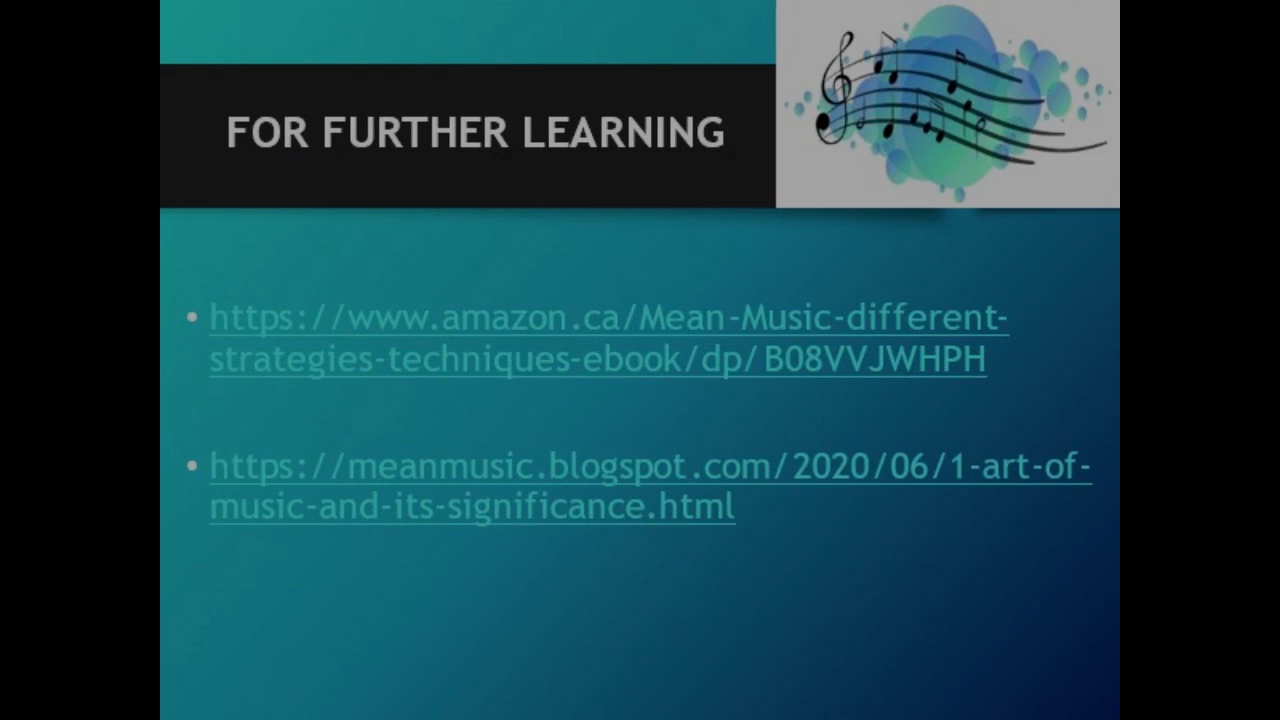 FOR FURTHER LEARNING
• https://www.amazon.ca/Mean-Music-different-
strategies-techniques-ebook/dp/B08VVJWHPH
• https://meanmusic.blogspot.com/2020/06/1-art-of-
music-and-its-significance.html